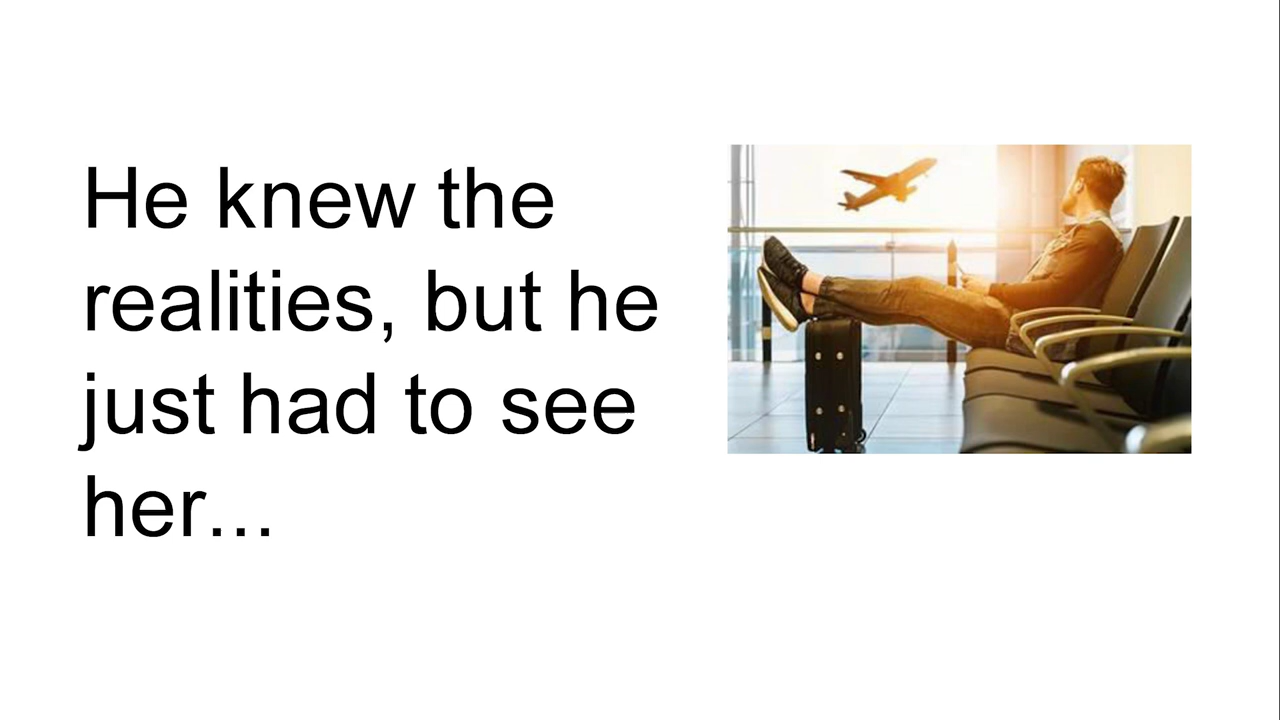 He knew the
realities, but he
just had to see
her...